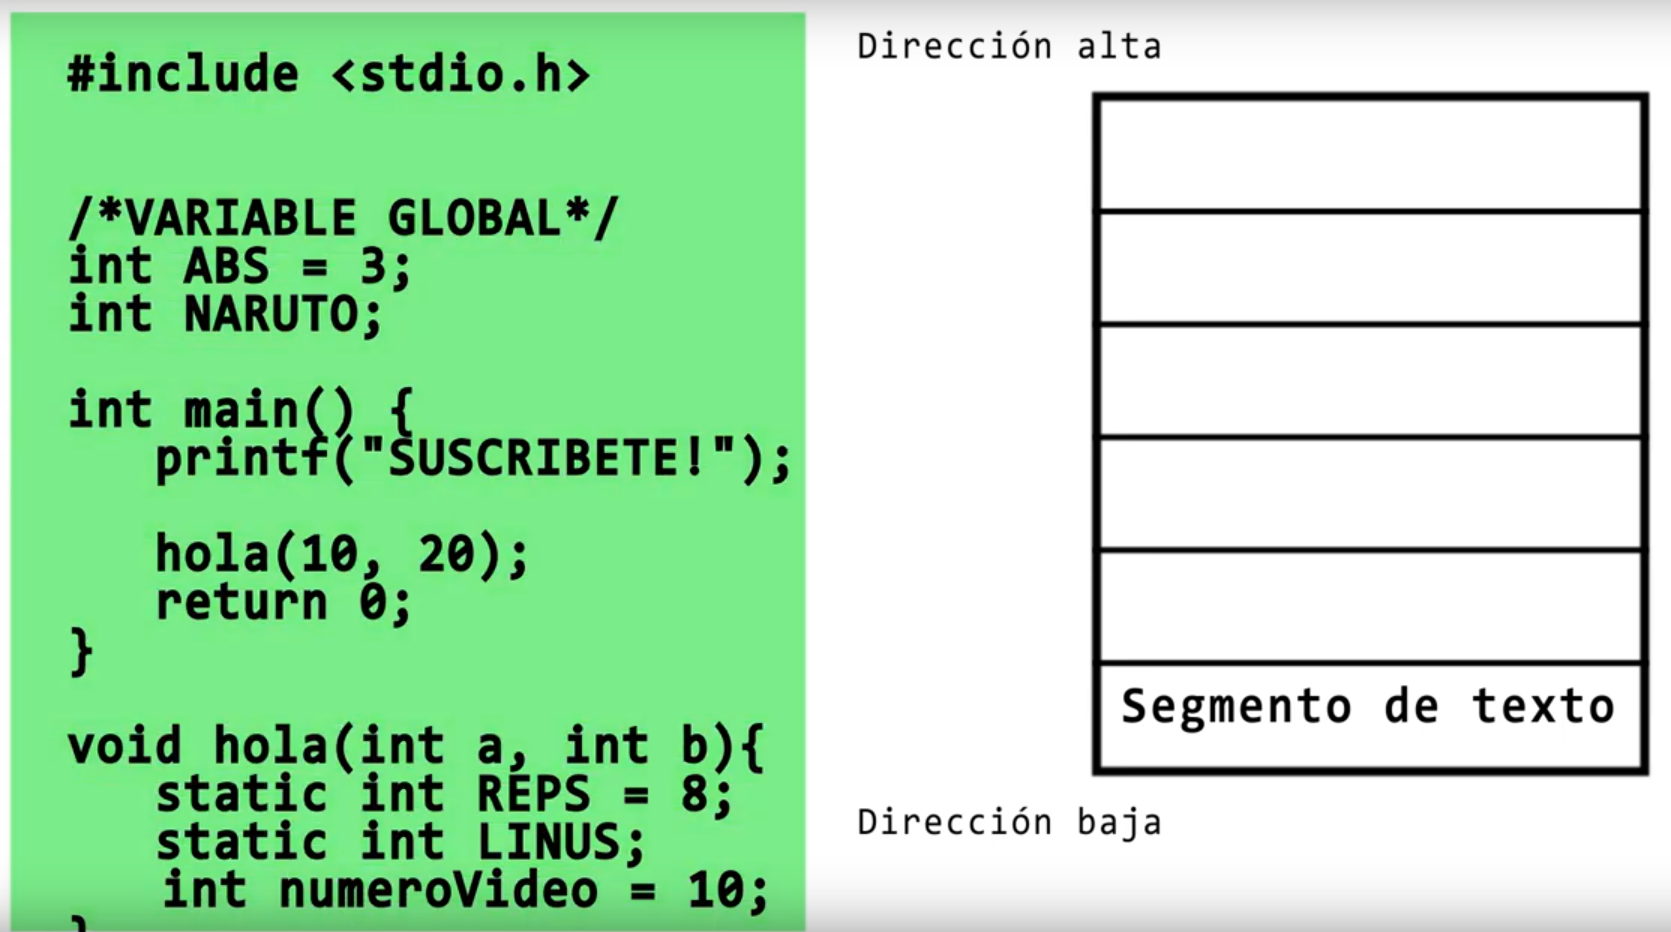 #include <stdio.h>
/*VARIABLE GLOBAL*/
int ABS = 3;
int NARUTO;
int main() {
printf("SUSCRIBETE!");
hola(10, 20);
return 0;
}
void hola(int a, int b){
static int REPS = 8;
static int LINUS;
int numeroVideo = 10;
}
Dirección alta
Segmento de texto
Dirección baja